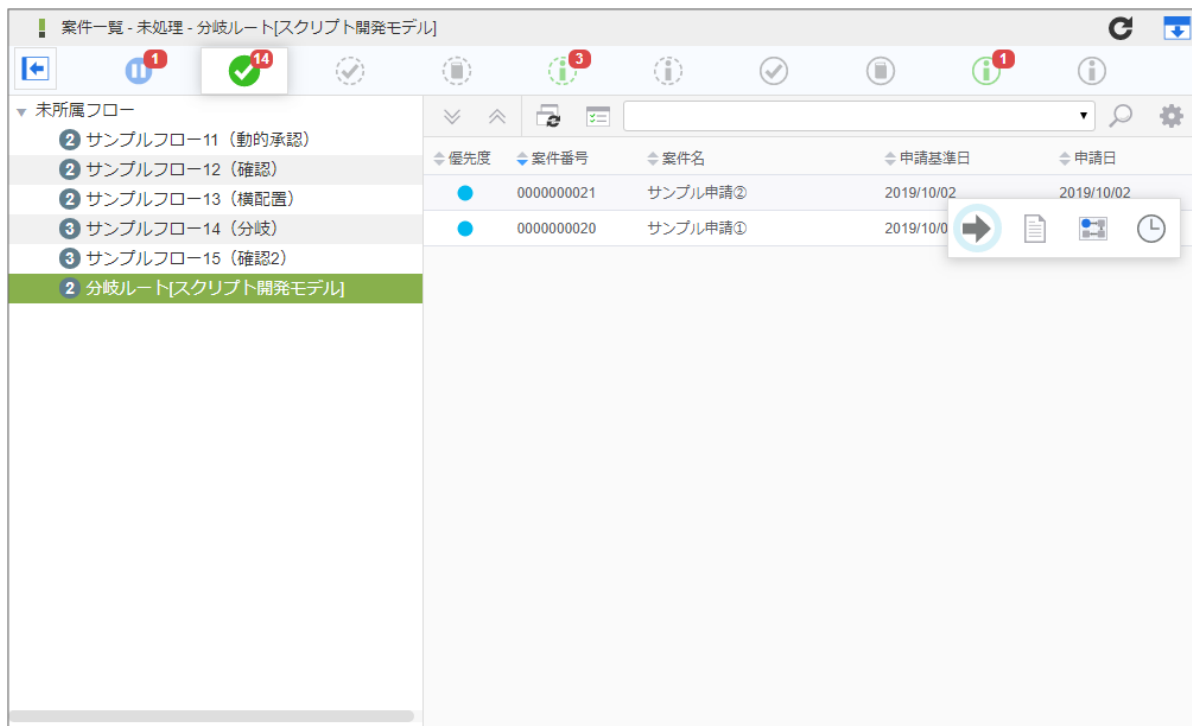 案件一覧 - 未処理 - 分岐ルート[スクリプト開発モデル]
1 14 3 1
未所属フロー
2 サンプルフロー11（動的承認）
2 サンプルフロー12（確認）
2 サンプルフロー13（横配置）
3 サンプルフロー14（分岐）
3 サンプルフロー15（確認2）
2 分岐ルート[スクリプト開発モデル]
優先度 案件番号 案件名 申請基準日 申請日
0000000021 サンプル申請② 2019/10/02 2019/10/02
0000000020 サンプル申請① 2019/10/0